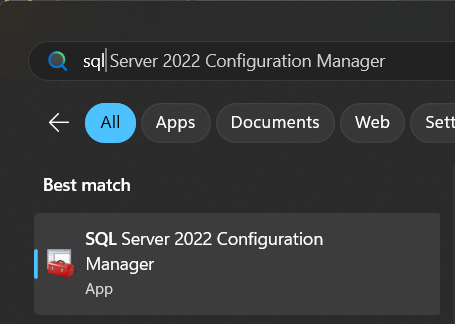 sql Server 2022 Configuration Manager
All Apps Documents Web Sett
Best match
SQL Server 2022 Configuration
Manager
App